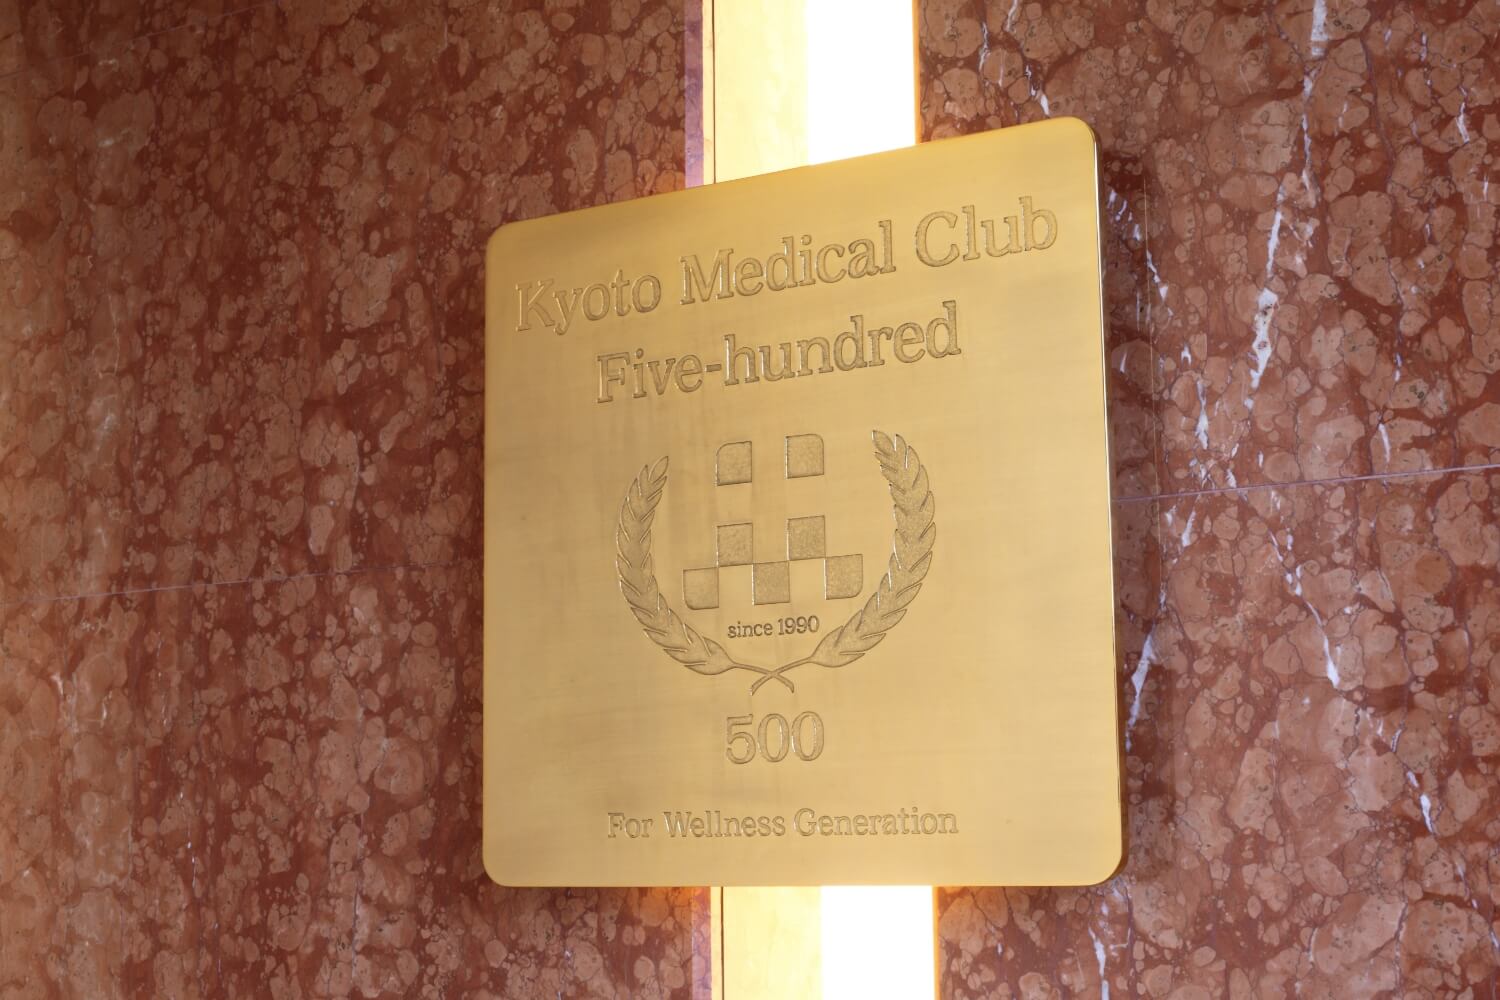 Kyoto Medical Club
Five-hundred
since 1990
500
For Wellness Generation